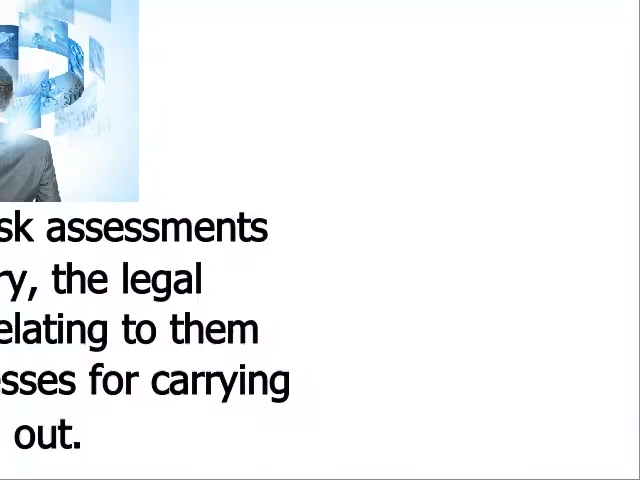 sk assessments
ry, the legal
elating to them
esses for carrying
out.